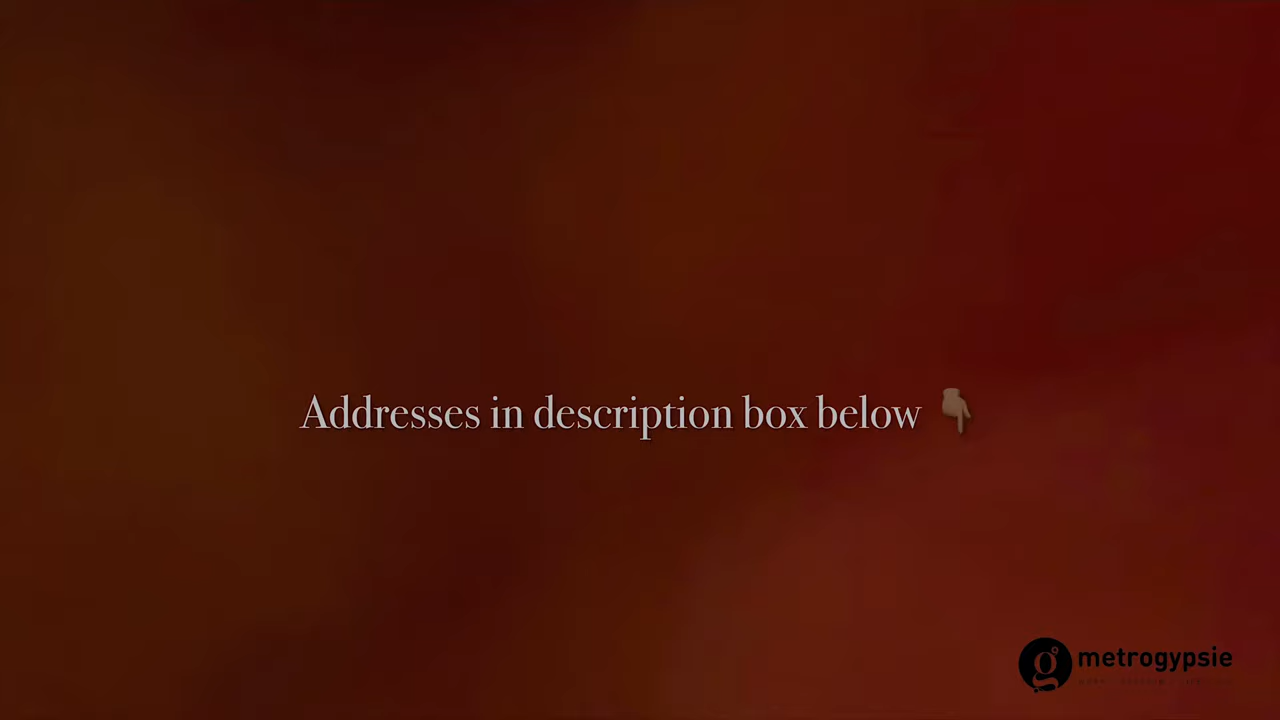 Addresses in description box below 👇🏽
metrogypsie